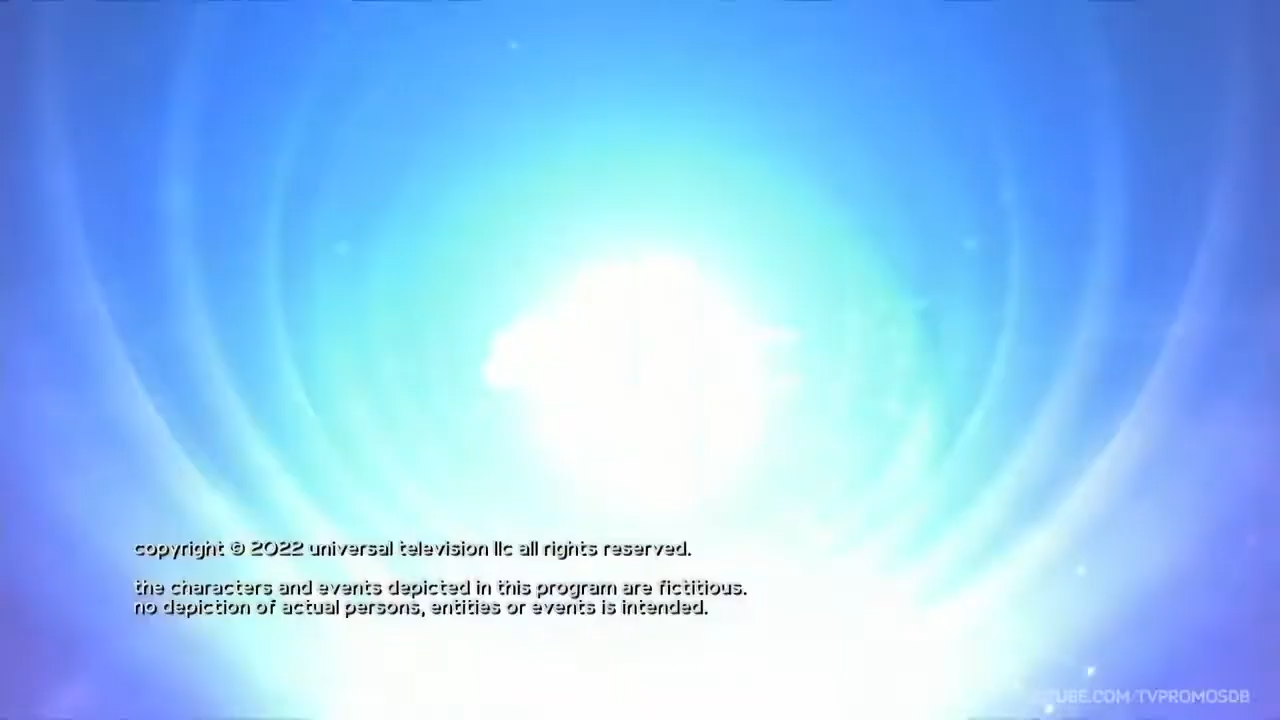 copyright © 2022 universal television llc all rights reserved.
the characters and events depicted in this program are fictitious.
no depiction of actual persons, entities or events is intended.
TUBE.COM/TVPROMOSDB